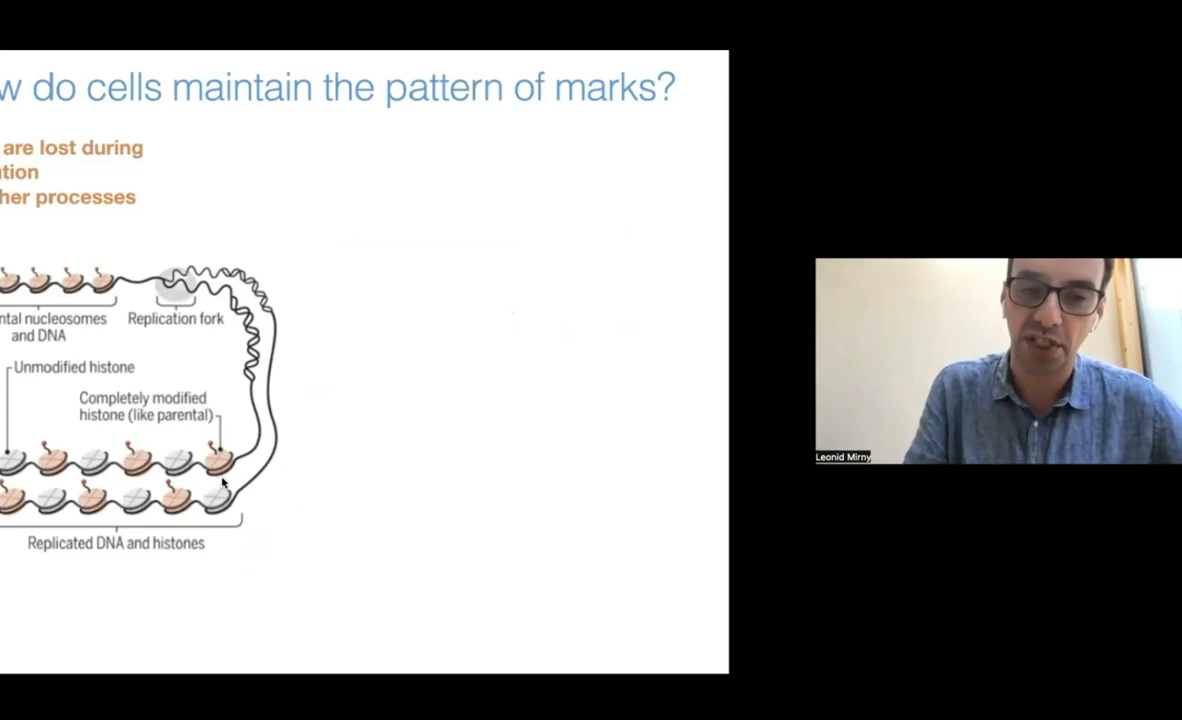 w do cells maintain the pattern of marks?
are lost during
tion
her processes
ntal nucleosomes
and DNA
Replication fork
Unmodified histone
Completely modified
histone (like parental)
Replicated DNA and histones
Leonid Mirny